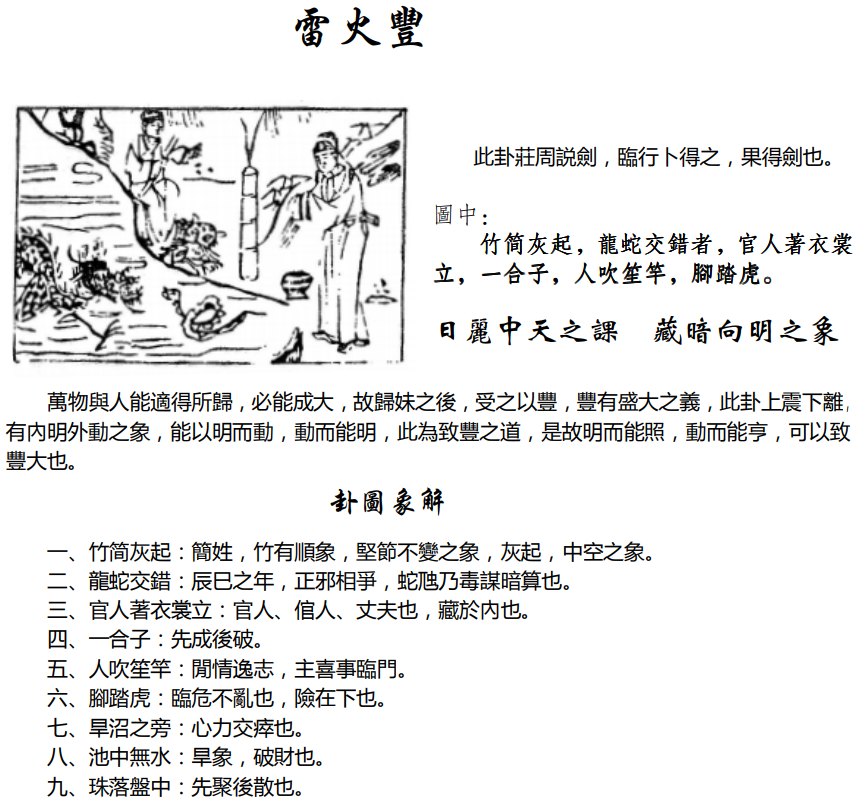 雷火豐
此卦莊周説劍，臨行卜得之，果得劍也。
圖中：
竹简灰起，龍蛇交錯者，官人著衣裳
立，一合子，人吹笙竿，腳踏虎。
日麗中天之課　藏暗向明之象
萬物與人能適得所歸，必能成大，故歸妹之後，受之以豐，豐有盛大之義，此卦上震下離，
有內明外動之象，能以明而動，動而能明，此為致豐之道，是故明而能照，動而能亨，可以致
豐大也。
卦圖象解
一、竹简灰起：簡姓，竹有順象，堅節不變之象，灰起，中空之象。
二、龍蛇交錯：辰巳之年，正邪相爭，蛇虺乃毒謀暗算也。
三、官人著衣裳立：官人、倌人、丈夫也，藏於內也。
四、一合子：先成後破。
五、人吹笙竿：閒情逸志，主喜事臨門。
六、腳踏虎：臨危不亂也，險在下也。
七、旱沼之旁：心力交瘁也。
八、池中無水：旱象，破財也。
九、珠落盤中：先聚後散也。